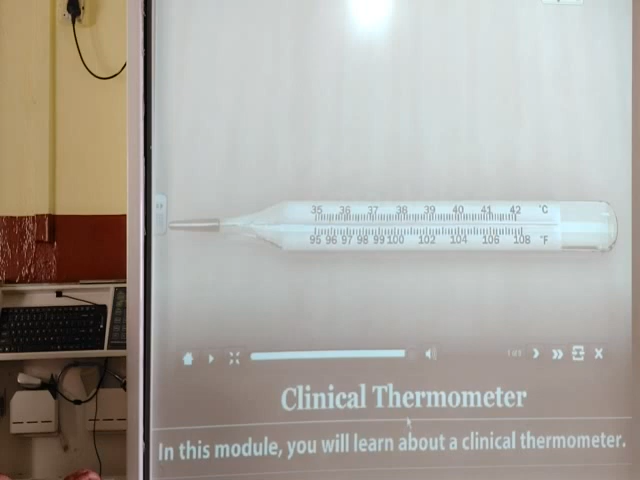 35 36 37 38 39 40 41 42 °C
95 96 97 98 99 100 102 104 106 108 °F
Clinical Thermometer
In this module, you will learn about a clinical thermometer.